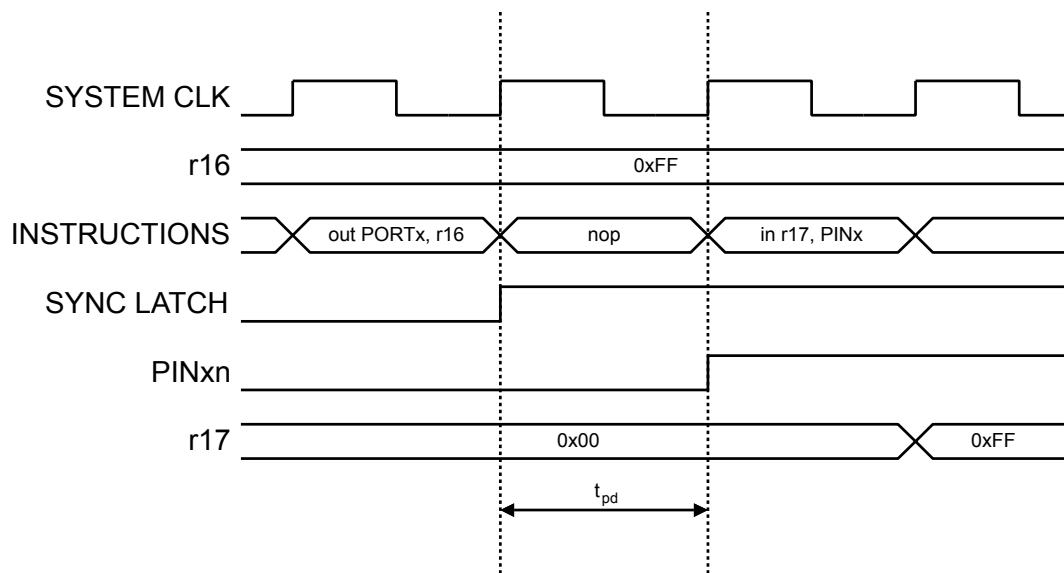 SYSTEM CLK
r16
0xFF
INSTRUCTIONS
out PORTx, r16
nop
in r17, PINx
SYNC LATCH
PINxn
r17
0x00
0xFF
tpd